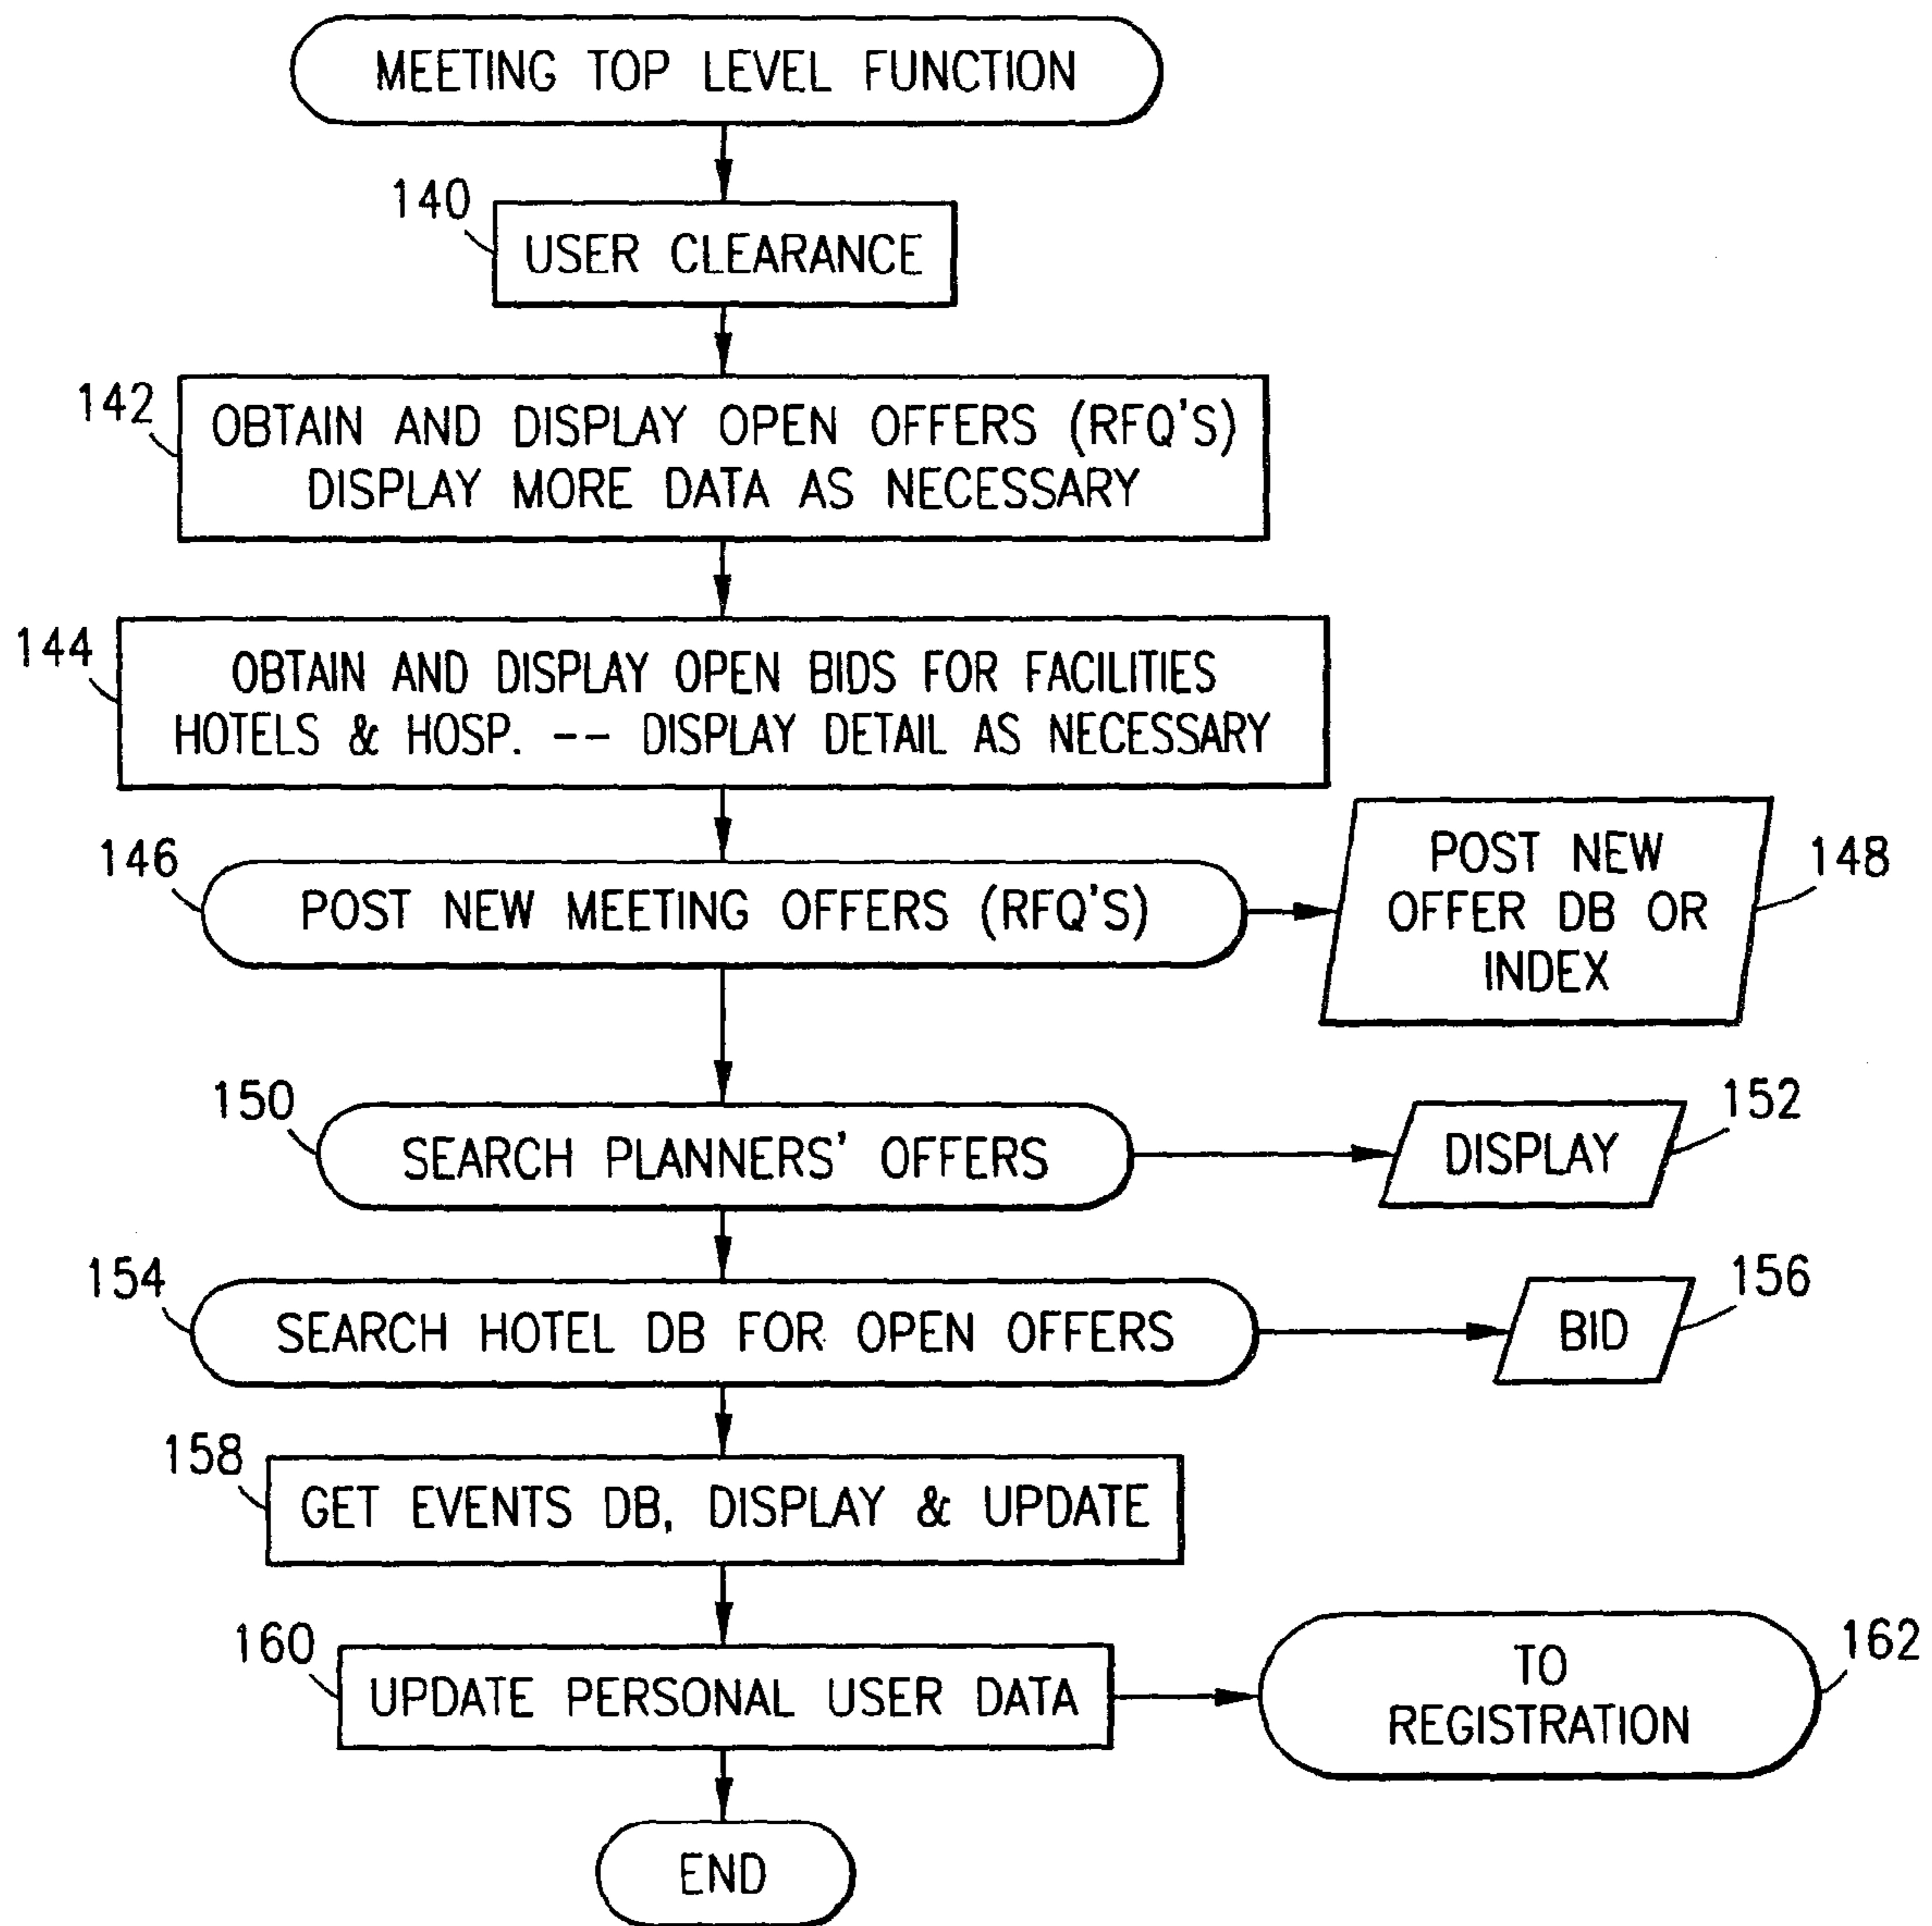 MEETING TOP LEVEL FUNCTION
140
USER CLEARANCE
142
OBTAIN AND DISPLAY OPEN OFFERS (RFQ'S)
DISPLAY MORE DATA AS NECESSARY
144
OBTAIN AND DISPLAY OPEN BIDS FOR FACILITIES
HOTELS & HOSP. -- DISPLAY DETAIL AS NECESSARY
146
POST NEW MEETING OFFERS (RFQ'S)
POST NEW
OFFER DB OR
INDEX
148
150
SEARCH PLANNERS' OFFERS
DISPLAY
152
154
SEARCH HOTEL DB FOR OPEN OFFERS
BID
156
158
GET EVENTS DB, DISPLAY & UPDATE
160
UPDATE PERSONAL USER DATA
TO
REGISTRATION
162
END